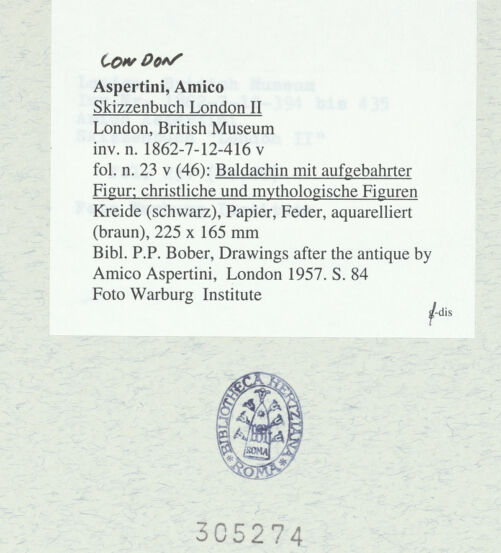 LONDON
Aspertini, Amico
Skizzenbuch London II
London, British Museum
inv. n. 1862-7-12-416 v
fol. n. 23 v (46): Baldachin mit aufgebahrter
Figur; christliche und mythologische Figuren
Kreide (schwarz), Papier, Feder, aquarelliert
(braun), 225 x 165 mm
Bibl. P.P. Bober, Drawings after the antique by
Amico Aspertini, London 1957. S. 84
Foto Warburg Institute
-dis
BIBLIOTHECA HERTZIANA
ROMA
ROMA
305274